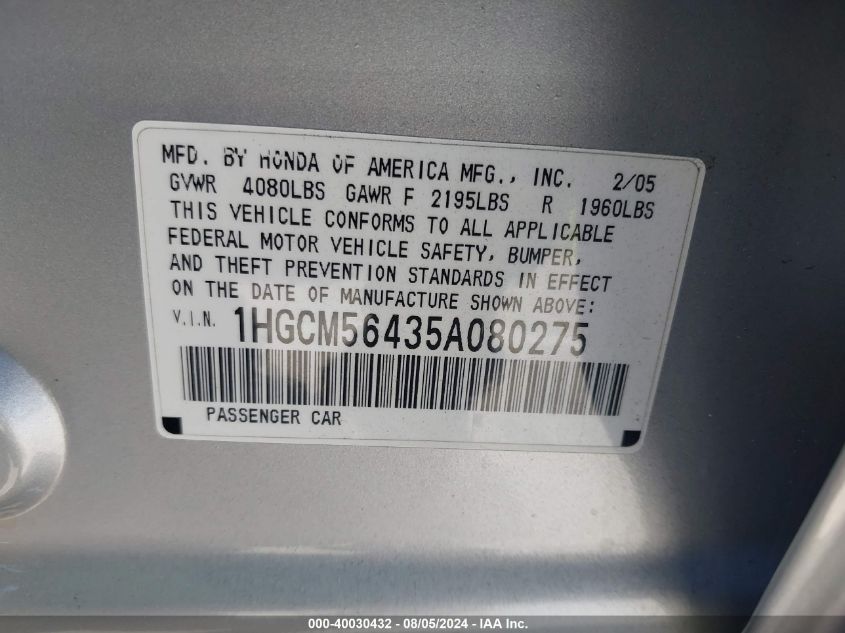 MFD. BY HONDA OF AMERICA MFG., INC. 2/05
GVWR 4080LBS GAWR F 2195LBS R 1960LBS
THIS VEHICLE CONFORMS TO ALL APPLICABLE
FEDERAL MOTOR VEHICLE SAFETY, BUMPER,
AND THEFT PREVENTION STANDARDS IN EFFECT
ON THE DATE OF MANUFACTURE SHOWN ABOVE:
V.I.N. 1HGCM56435A080275
PASSENGER CAR
000-40030432 - 08/05/2024 - IAA Inc.